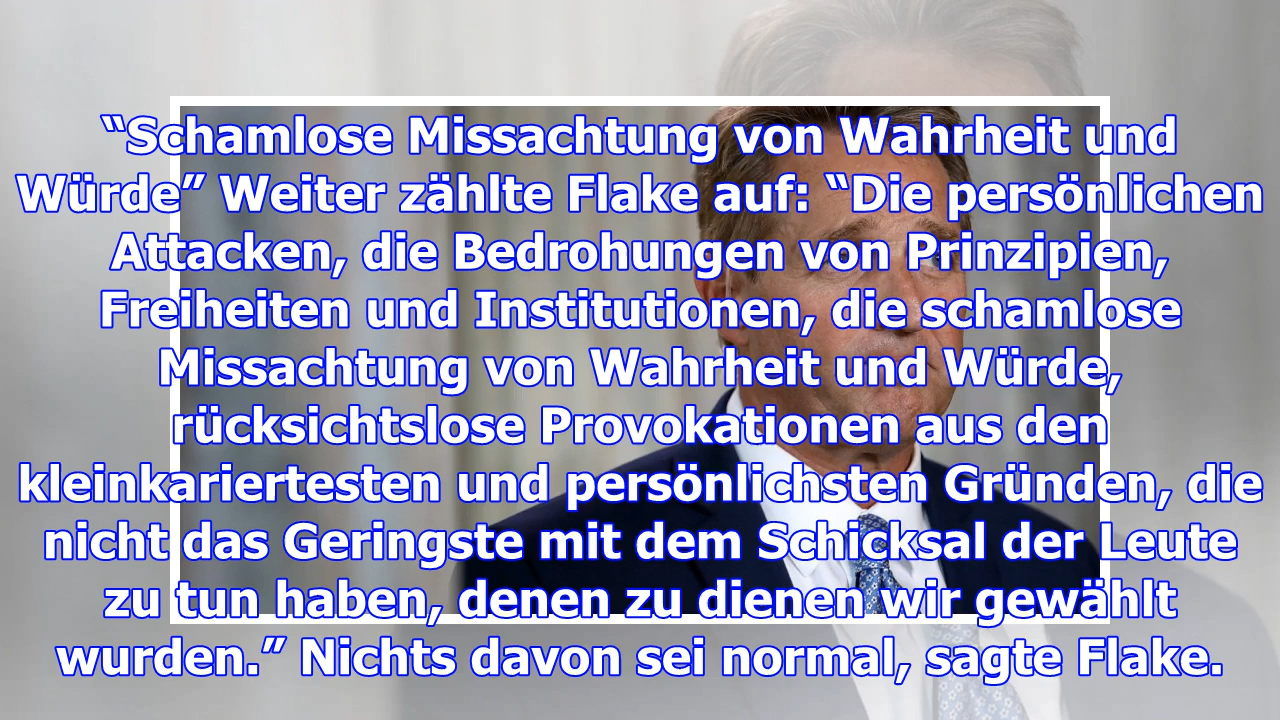 “Schamlose Missachtung von Wahrheit und
Würde” Weiter zählte Flake auf: “Die persönlichen
Attacken, die Bedrohungen von Prinzipien,
Freiheiten und Institutionen, die schamlose
Missachtung von Wahrheit und Würde,
rücksichtslose Provokationen aus den
kleinkariertesten und persönlichsten Gründen, die
nicht das Geringste mit dem Schicksal der Leute
zu tun haben, denen zu dienen wir gewählt
wurden.” Nichts davon sei normal, sagte Flake.